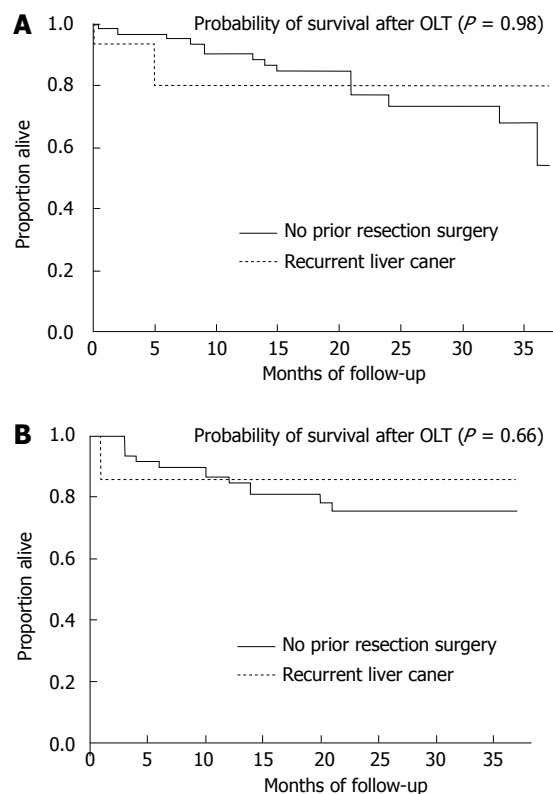 A
Probability of survival after OLT (P = 0.98)
1.0
0.8
0.6
0.4
0.2
0.0
Proportion alive
No prior resection surgery
Recurrent liver caner
0 5 10 15 20 25 30 35
Months of follow-up
B
Probability of survival after OLT (P = 0.66)
1.0
0.8
0.6
0.4
0.2
0.0
Proportion alive
No prior resection surgery
Recurrent liver caner
0 5 10 15 20 25 30 35
Months of follow-up